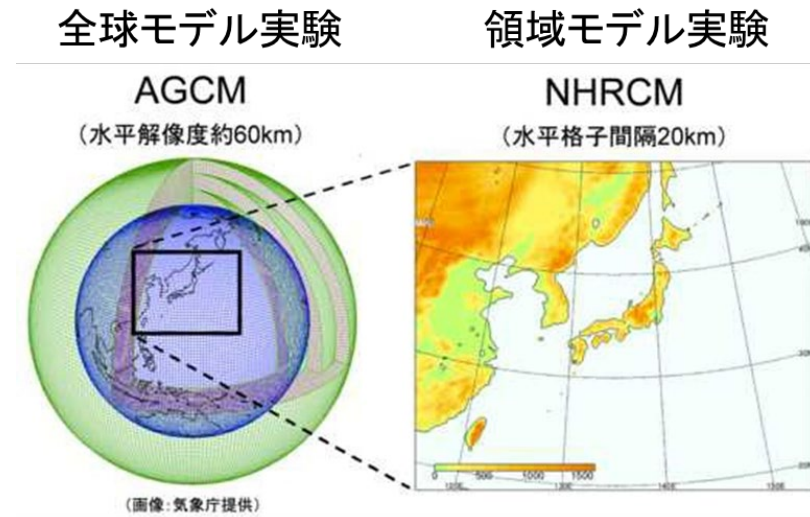 全球モデル実験
領域モデル実験
AGCM
(水平解像度約60km)
NHRCM
(水平格子間隔20km)
0 500 1000 1500
(画像:気象庁提供)